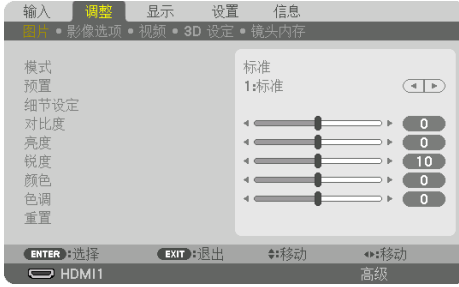 输入 调整 显示 设置 信息
图片 • 影像选项 • 视频 • 3D 设定 • 镜头内存
模式 标准
预置 1:标准
细节设定
对比度 0
亮度 0
锐度 10
颜色 0
色调 0
重置
ENTER:选择 EXIT:退出 :移动 :移动
HDMI1 高级